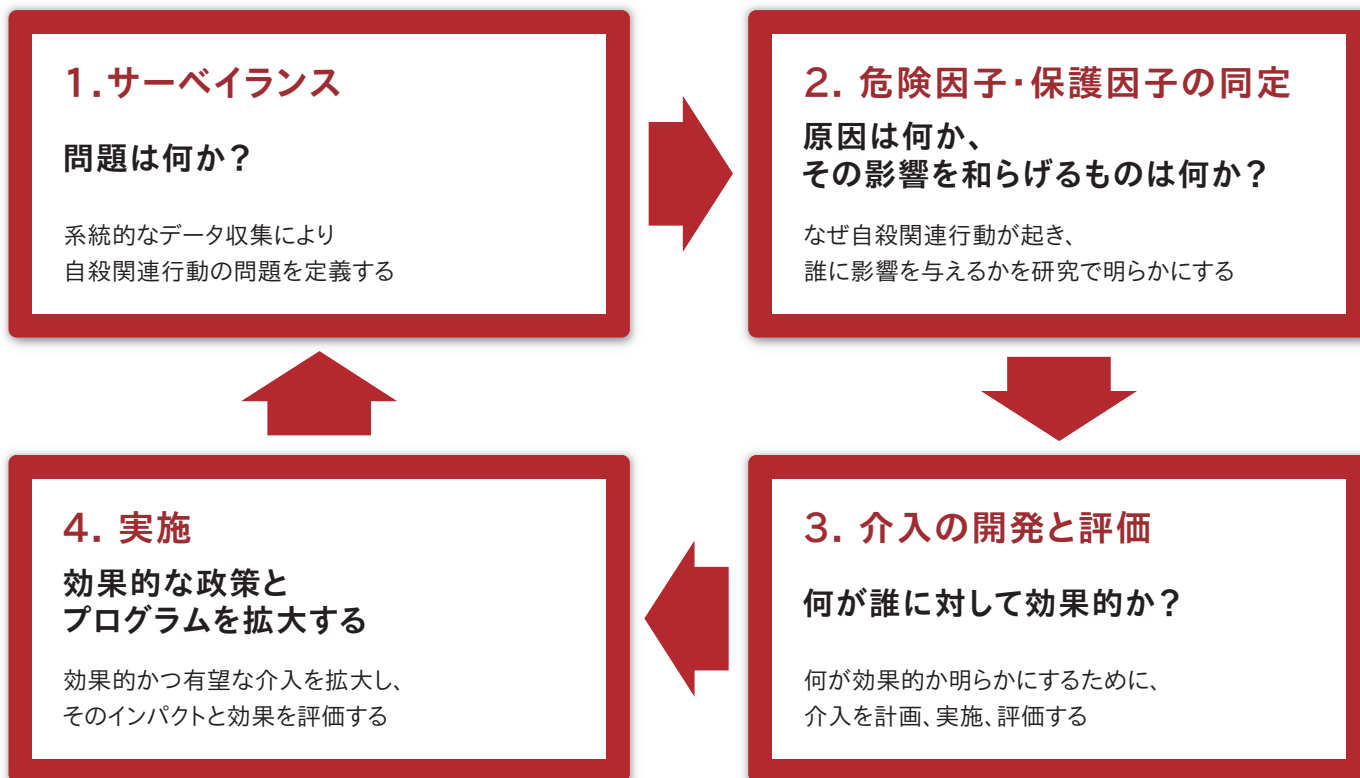 1.サーベイランス
問題は何か?
系統的なデータ収集により
自殺関連行動の問題を定義する
2. 危険因子・保護因子の同定
原因は何か、
その影響を和らげるものは何か?
なぜ自殺関連行動が起き、
誰に影響を与えるかを研究で明らかにする
3. 介入の開発と評価
何が誰に対して効果的か?
何が効果的か明らかにするために、
介入を計画、実施、評価する
4. 実施
効果的な政策と
プログラムを拡大する
効果的かつ有望な介入を拡大し、
そのインパクトと効果を評価する